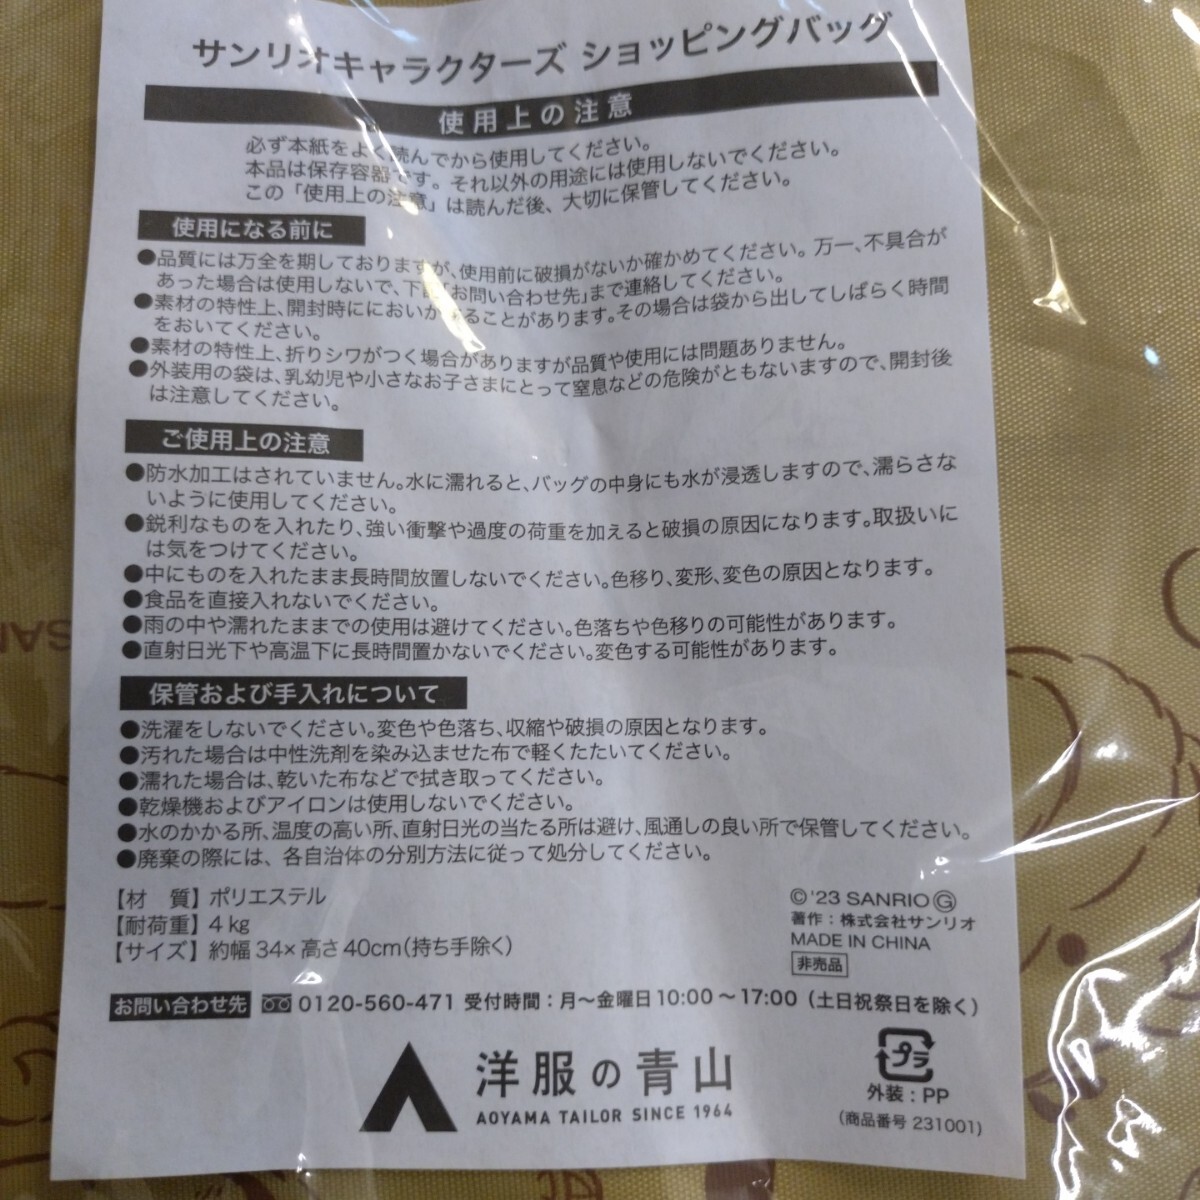 サンリオキャラクターズ ショッピングバッグ
使用上の注意
必ず本紙をよく読んでから使用してください。
本品は保存容器です。それ以外の用途には使用しないでください。
この「使用上の注意」は読んだ後、大切に保管してください。
使用になる前に
●品質には万全を期しておりますが、使用前に破損がないか確かめてください。万一、不具合が
あった場合は使用しないで、下記「お問い合わせ先」まで連絡してください。
●素材の特性上、開封時ににおいがあることがあります。その場合は袋から出してしばらく時間
をおいてください。
●素材の特性上、折りシワがつく場合がありますが品質や使用には問題ありません。
●外装用の袋は、乳幼児や小さなお子さまにとって窒息などの危険がともないますので、開封後
は注意してください。
ご使用上の注意
●防水加工はされていません。水に濡れると、バッグの中身にも水が浸透しますので、濡らさな
いように使用してください。
●鋭利なものを入れたり、強い衝撃や過度の荷重を加えると破損の原因になります。取扱いに
は気をつけてください。
●中にものを入れたまま長時間放置しないでください。色移り、変形、変色の原因となります。
●食品を直接入れないでください。
●雨の中や濡れたままでの使用は避けてください。色落ちや色移りの可能性があります。
●直射日光下や高温下に長時間置かないでください。変色する可能性があります。
保管および手入れについて
●洗濯をしないでください。変色や色落ち、収縮や破損の原因となります。
●汚れた場合は中性洗剤を染み込ませた布で軽くたたいてください。
●濡れた場合は、乾いた布などで拭き取ってください。
●乾燥機およびアイロンは使用しないでください。
●水のかかる所、温度の高い所、直射日光の当たる所は避け、風通しの良い所で保管してください。
●廃棄の際には、各自治体の分別方法に従って処分してください。
【材　質】ポリエステル
【耐荷重】4kg
【サイズ】約幅34×高さ40cm(持ち手除く)
©'23 SANRIO Ⓖ
著作：株式会社サンリオ
MADE IN CHINA
非売品
お問い合わせ先 0120-560-471 受付時間：月～金曜日10:00～17:00（土日祝祭日を除く）
洋服の青山
AOYAMA TAILOR SINCE 1964
プラ
外装：PP
(商品番号 231001)
SAN